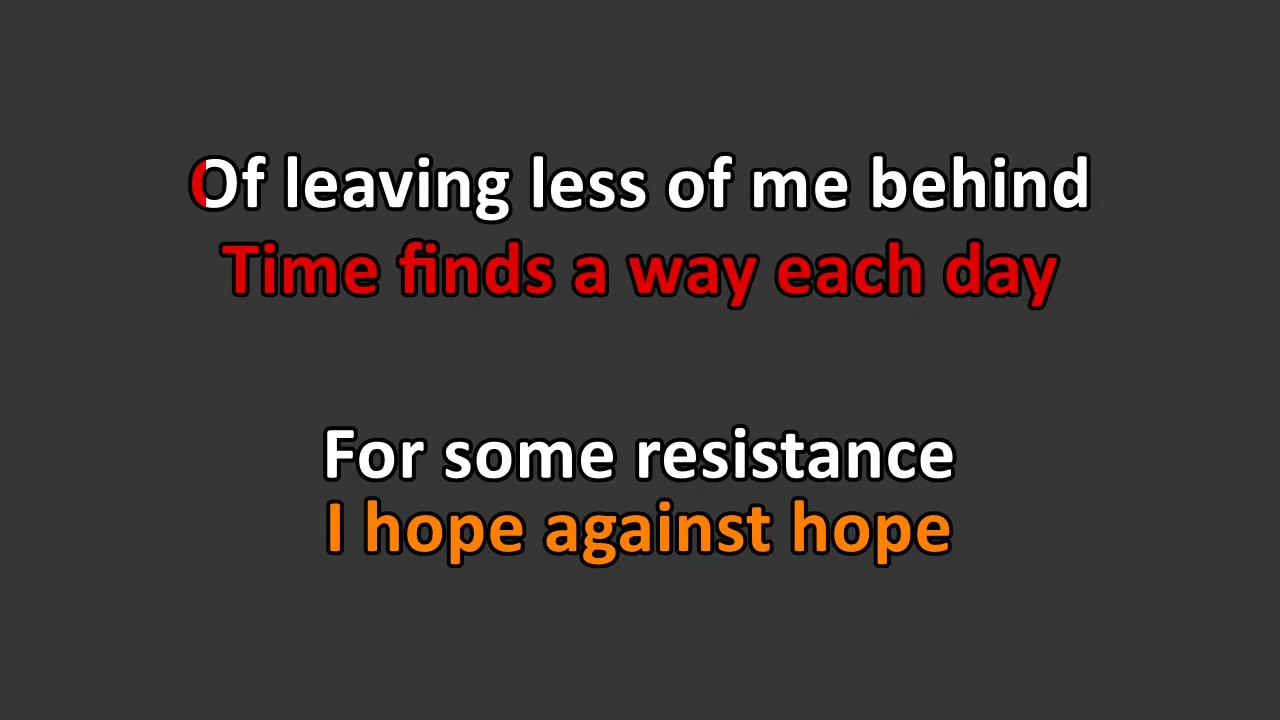 Of leaving less of me behind
Time finds a way each day
For some resistance
I hope against hope